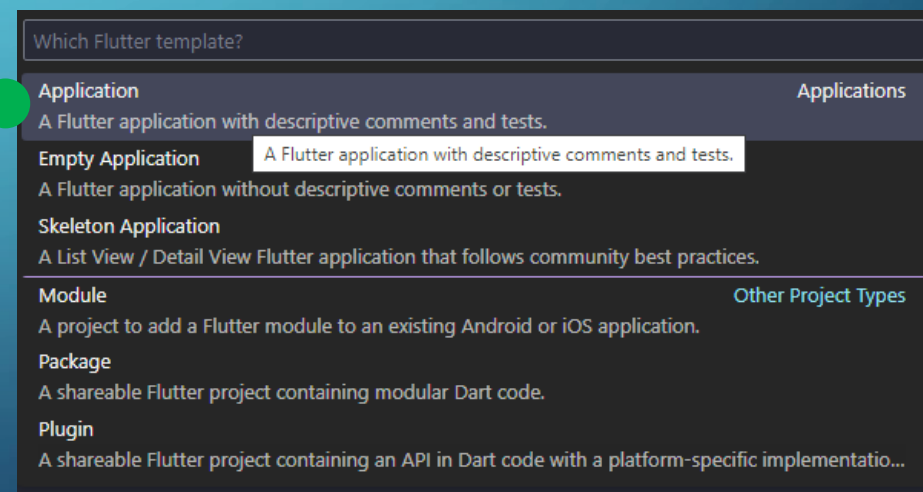 Which Flutter template?
Application Applications
A Flutter application with descriptive comments and tests.
A Flutter application with descriptive comments and tests.
Empty Application
A Flutter application without descriptive comments or tests.
Skeleton Application
A List View / Detail View Flutter application that follows community best practices.
Module Other Project Types
A project to add a Flutter module to an existing Android or iOS application.
Package
A shareable Flutter project containing modular Dart code.
Plugin
A shareable Flutter project containing an API in Dart code with a platform-specific implementatio...